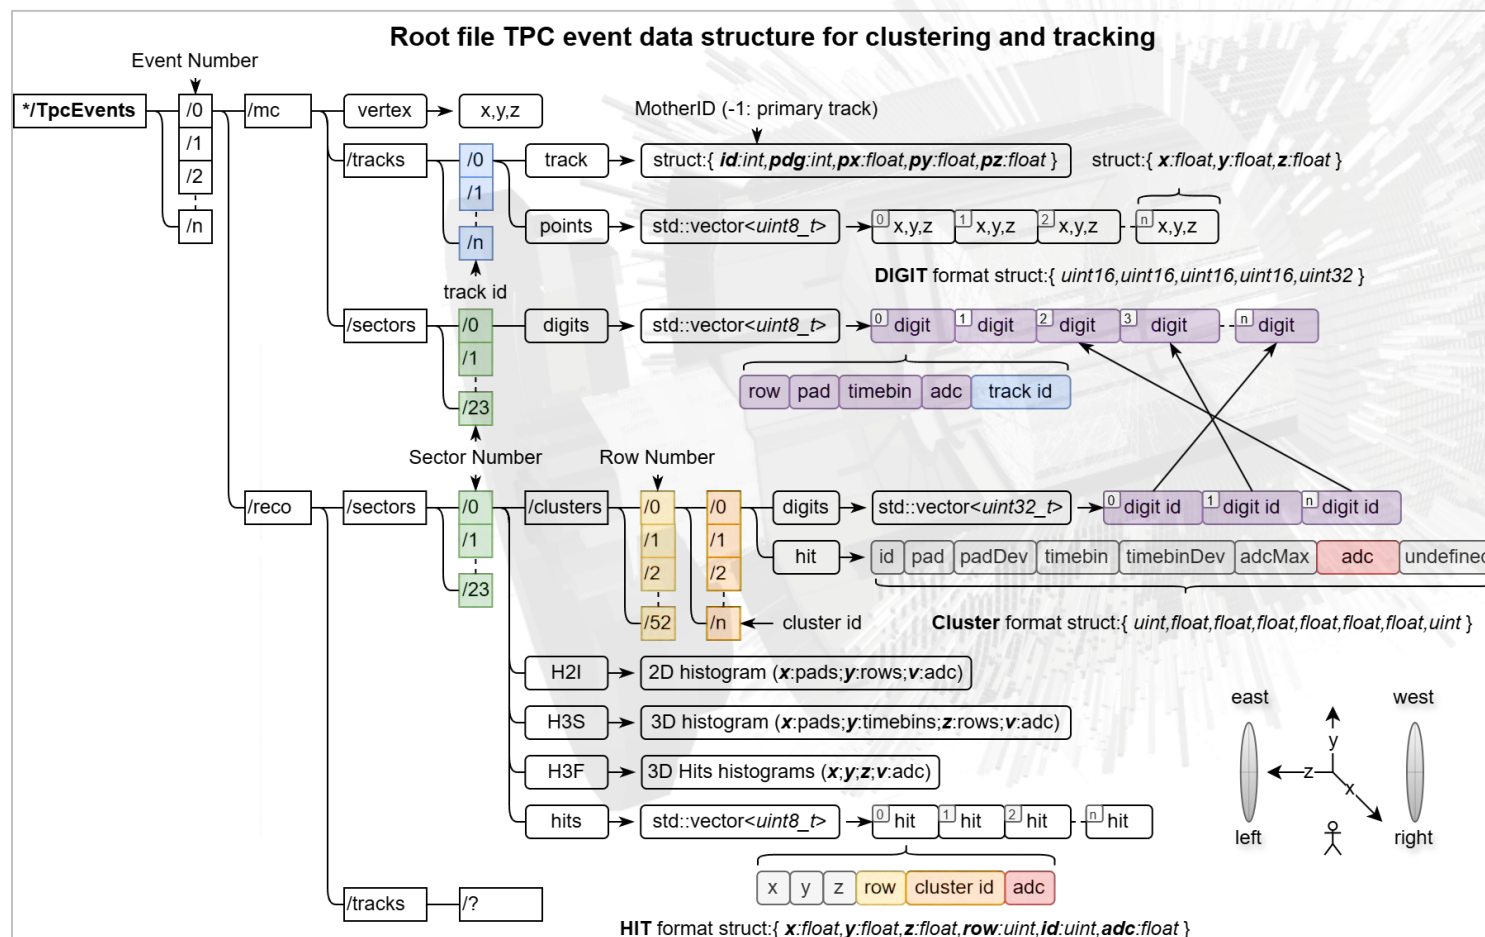 Root file TPC event data structure for clustering and tracking
Event Number
*/TpcEvents /0 /mc vertex x,y,z
MotherID (-1: primary track)
/1
/tracks /0 track struct:{ id:int,pdg:int,px:float,py:float,pz:float } struct:{ x:float,y:float,z:float }
/2
/1
/n points std::vector<uint8_t> 0 x,y,z 1 x,y,z 2 x,y,z n x,y,z
/n
DIGIT format struct:{ uint16,uint16,uint16,uint16,uint32 }
track id
/sectors /0 digits std::vector<uint8_t> 0 digit 1 digit 2 digit 3 digit n digit
/1
row pad timebin adc track id
/23
Sector Number Row Number
/reco /sectors /0 /clusters /0 /0 digits std::vector<uint32_t> 0 digit id 1 digit id n digit id
/1 /1 /1
hit id pad padDev timebin timebinDev adcMax adc undefined
/2 /2
/23
/52 /n cluster id Cluster format struct:{ uint,float,float,float,float,float,float,uint }
H2I 2D histogram (x:pads;y:rows;v:adc)
east west
H3S 3D histogram (x:pads;y:timebins;z:rows;v:adc)
y
H3F 3D Hits histograms (x;y;z;v:adc)
z
x
hits std::vector<uint8_t> 0 hit 1 hit 2 hit n hit
left right
x y z row cluster id adc
/tracks /?
HIT format struct:{ x:float,y:float,z:float,row:uint,id:uint,adc:float }